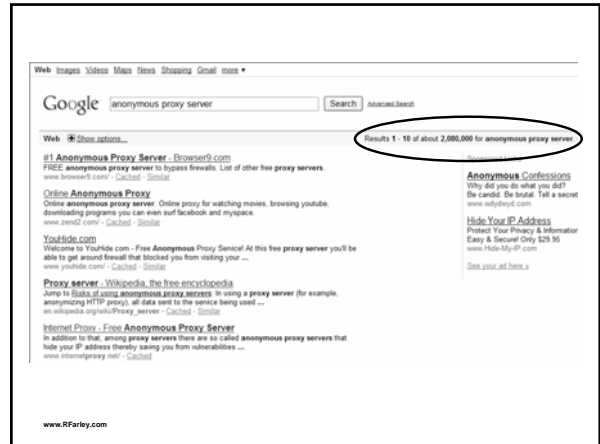 Web Images Videos Maps News Shopping Gmail more ▼
Google anonymous proxy server Search Advanced Search
Web Show options... Results 1 - 10 of about 2,080,000 for anonymous proxy server.
#1 Anonymous Proxy Server - Browser9.com
FREE anonymous proxy server to bypass firewalls. List of other free proxy servers.
www.browser9.com/ - Cached - Similar
Online Anonymous Proxy
Online anonymous proxy server. Online proxy for watching movies, browsing youtube,
downloading programs you can even surf facebook and myspace.
www.zend2.com/ - Cached - Similar
YouHide.com
Welcome to YouHide.com - Free Anonymous Proxy Service! At this free proxy server you'll be
able to get around firewall that blocked you from visiting your ...
www.youhide.com/ - Cached - Similar
Proxy server - Wikipedia, the free encyclopedia
Jump to Risks of using anonymous proxy servers: In using a proxy server (for example,
anonymizing HTTP proxy), all data sent to the service being used ...
en.wikipedia.org/wiki/Proxy_server - Cached - Similar
Internet Proxy - Free Anonymous Proxy Server
In addition to that, among proxy servers there are so called anonymous proxy servers that
hide your IP address thereby saving you from vulnerabilities ...
www.internetproxy.net/ - Cached
Sponsored Links
Anonymous Confessions
Why did you do what you did?
Be candid. Be brutal. Tell a secret
www.wdydwyd.com
Hide Your IP Address
Protect Your Privacy & Information
Easy & Secure! Only $29.95
www.Hide-My-IP.com
See your ad here »
www.RFarley.com